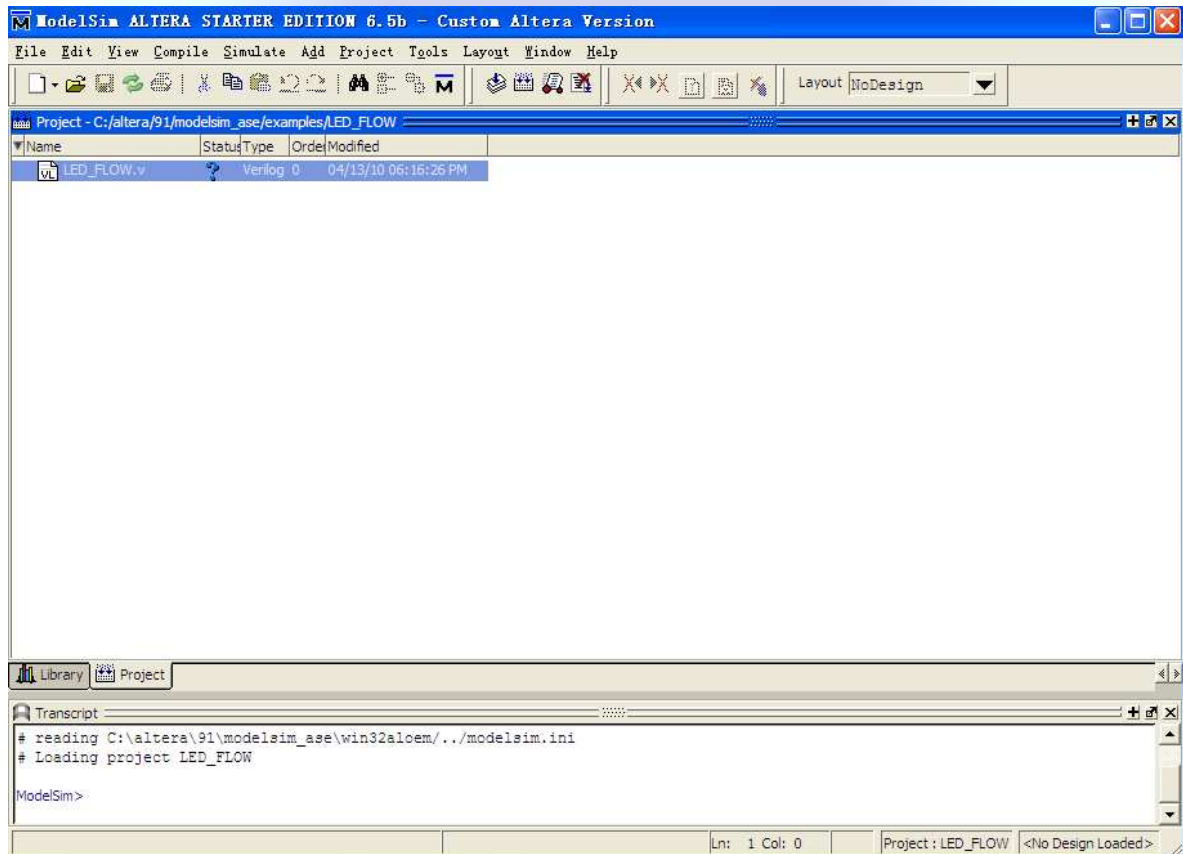 ModelSim ALTERA STARTER EDITION 6.5b - Custom Altera Version
File Edit View Compile Simulate Add Project Tools Layout Window Help
Layout NoDesign
Project - C:/altera/91/modelsim_ase/examples/LED_FLOW
Name Status Type Order Modified
LED_FLOW.v ? Verilog 0 04/13/10 06:16:26 PM
Library Project
Transcript
# reading C:\altera\91\modelsim_ase\win32aloem/../modelsim.ini
# Loading project LED_FLOW
ModelSim>
Ln: 1 Col: 0 Project : LED_FLOW <No Design Loaded>